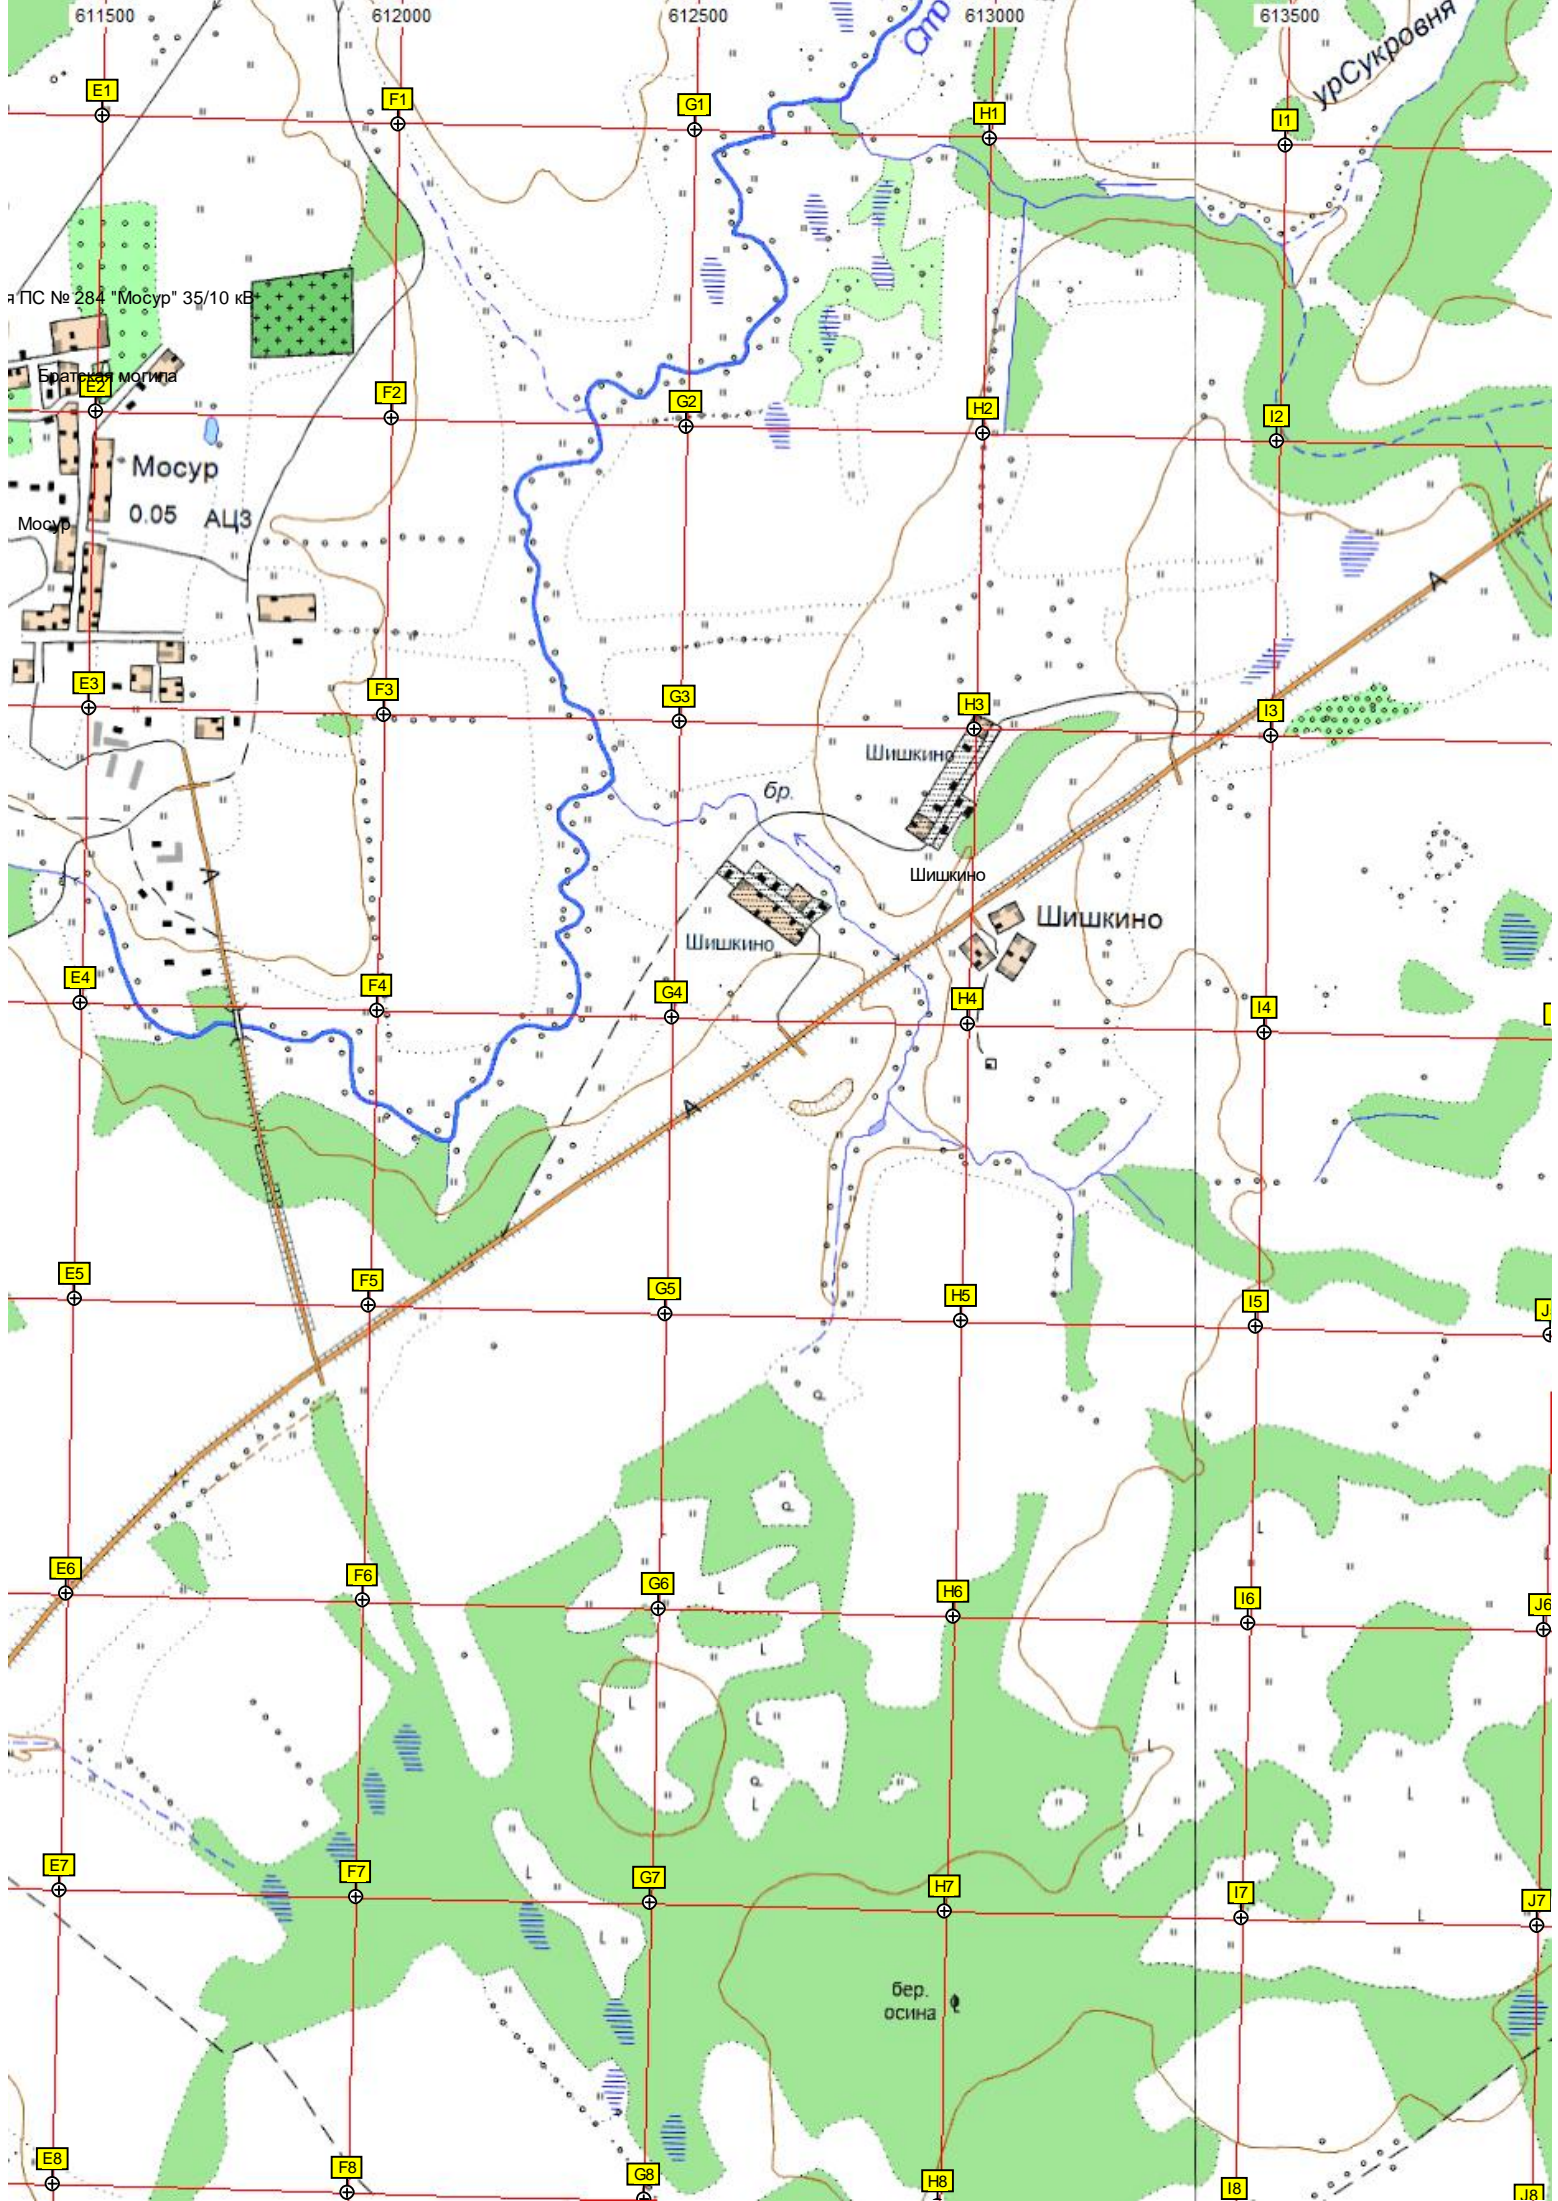 611500 612000 612500 613000 613500
Стр
урСукровня
E1 F1 G1 H1 I1
ПС № 284 "Мосур" 35/10 кВ
Братская могила
E2 F2 G2 H2 I2
Мосур
0.05 АЦЗ
Мосур
А
E3 F3 G3 H3 I3
Шишкино
бр.
А
Шишкино
Шишкино
Шишкино
E4 F4 G4 H4 I4
А
E5 F5 G5 H5 I5
E6 F6 G6 H6 I6 J6
E7 F7 G7 H7 I7 J7
бер.
осина
E8 F8 G8 H8 I8 J8